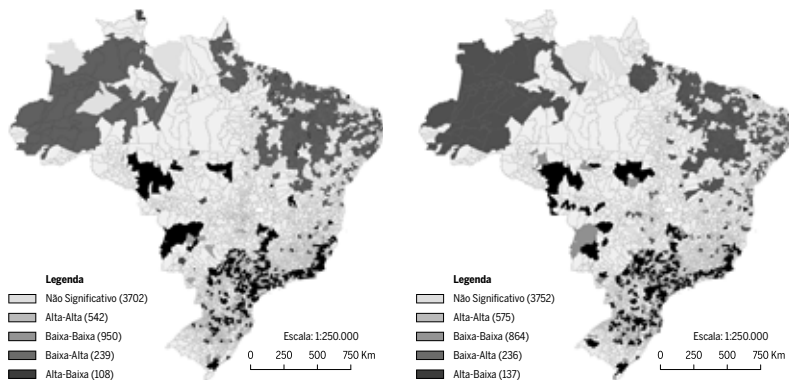 Legenda
Não Significativo (3702)
Alta-Alta (542)
Baixa-Baixa (950)
Baixa-Alta (239)
Alta-Baixa (108)
Escala: 1:250.000
0 250 500 750 Km
Legenda
Não Significativo (3752)
Alta-Alta (575)
Baixa-Baixa (864)
Baixa-Alta (236)
Alta-Baixa (137)
Escala: 1:250.000
0 250 500 750 Km